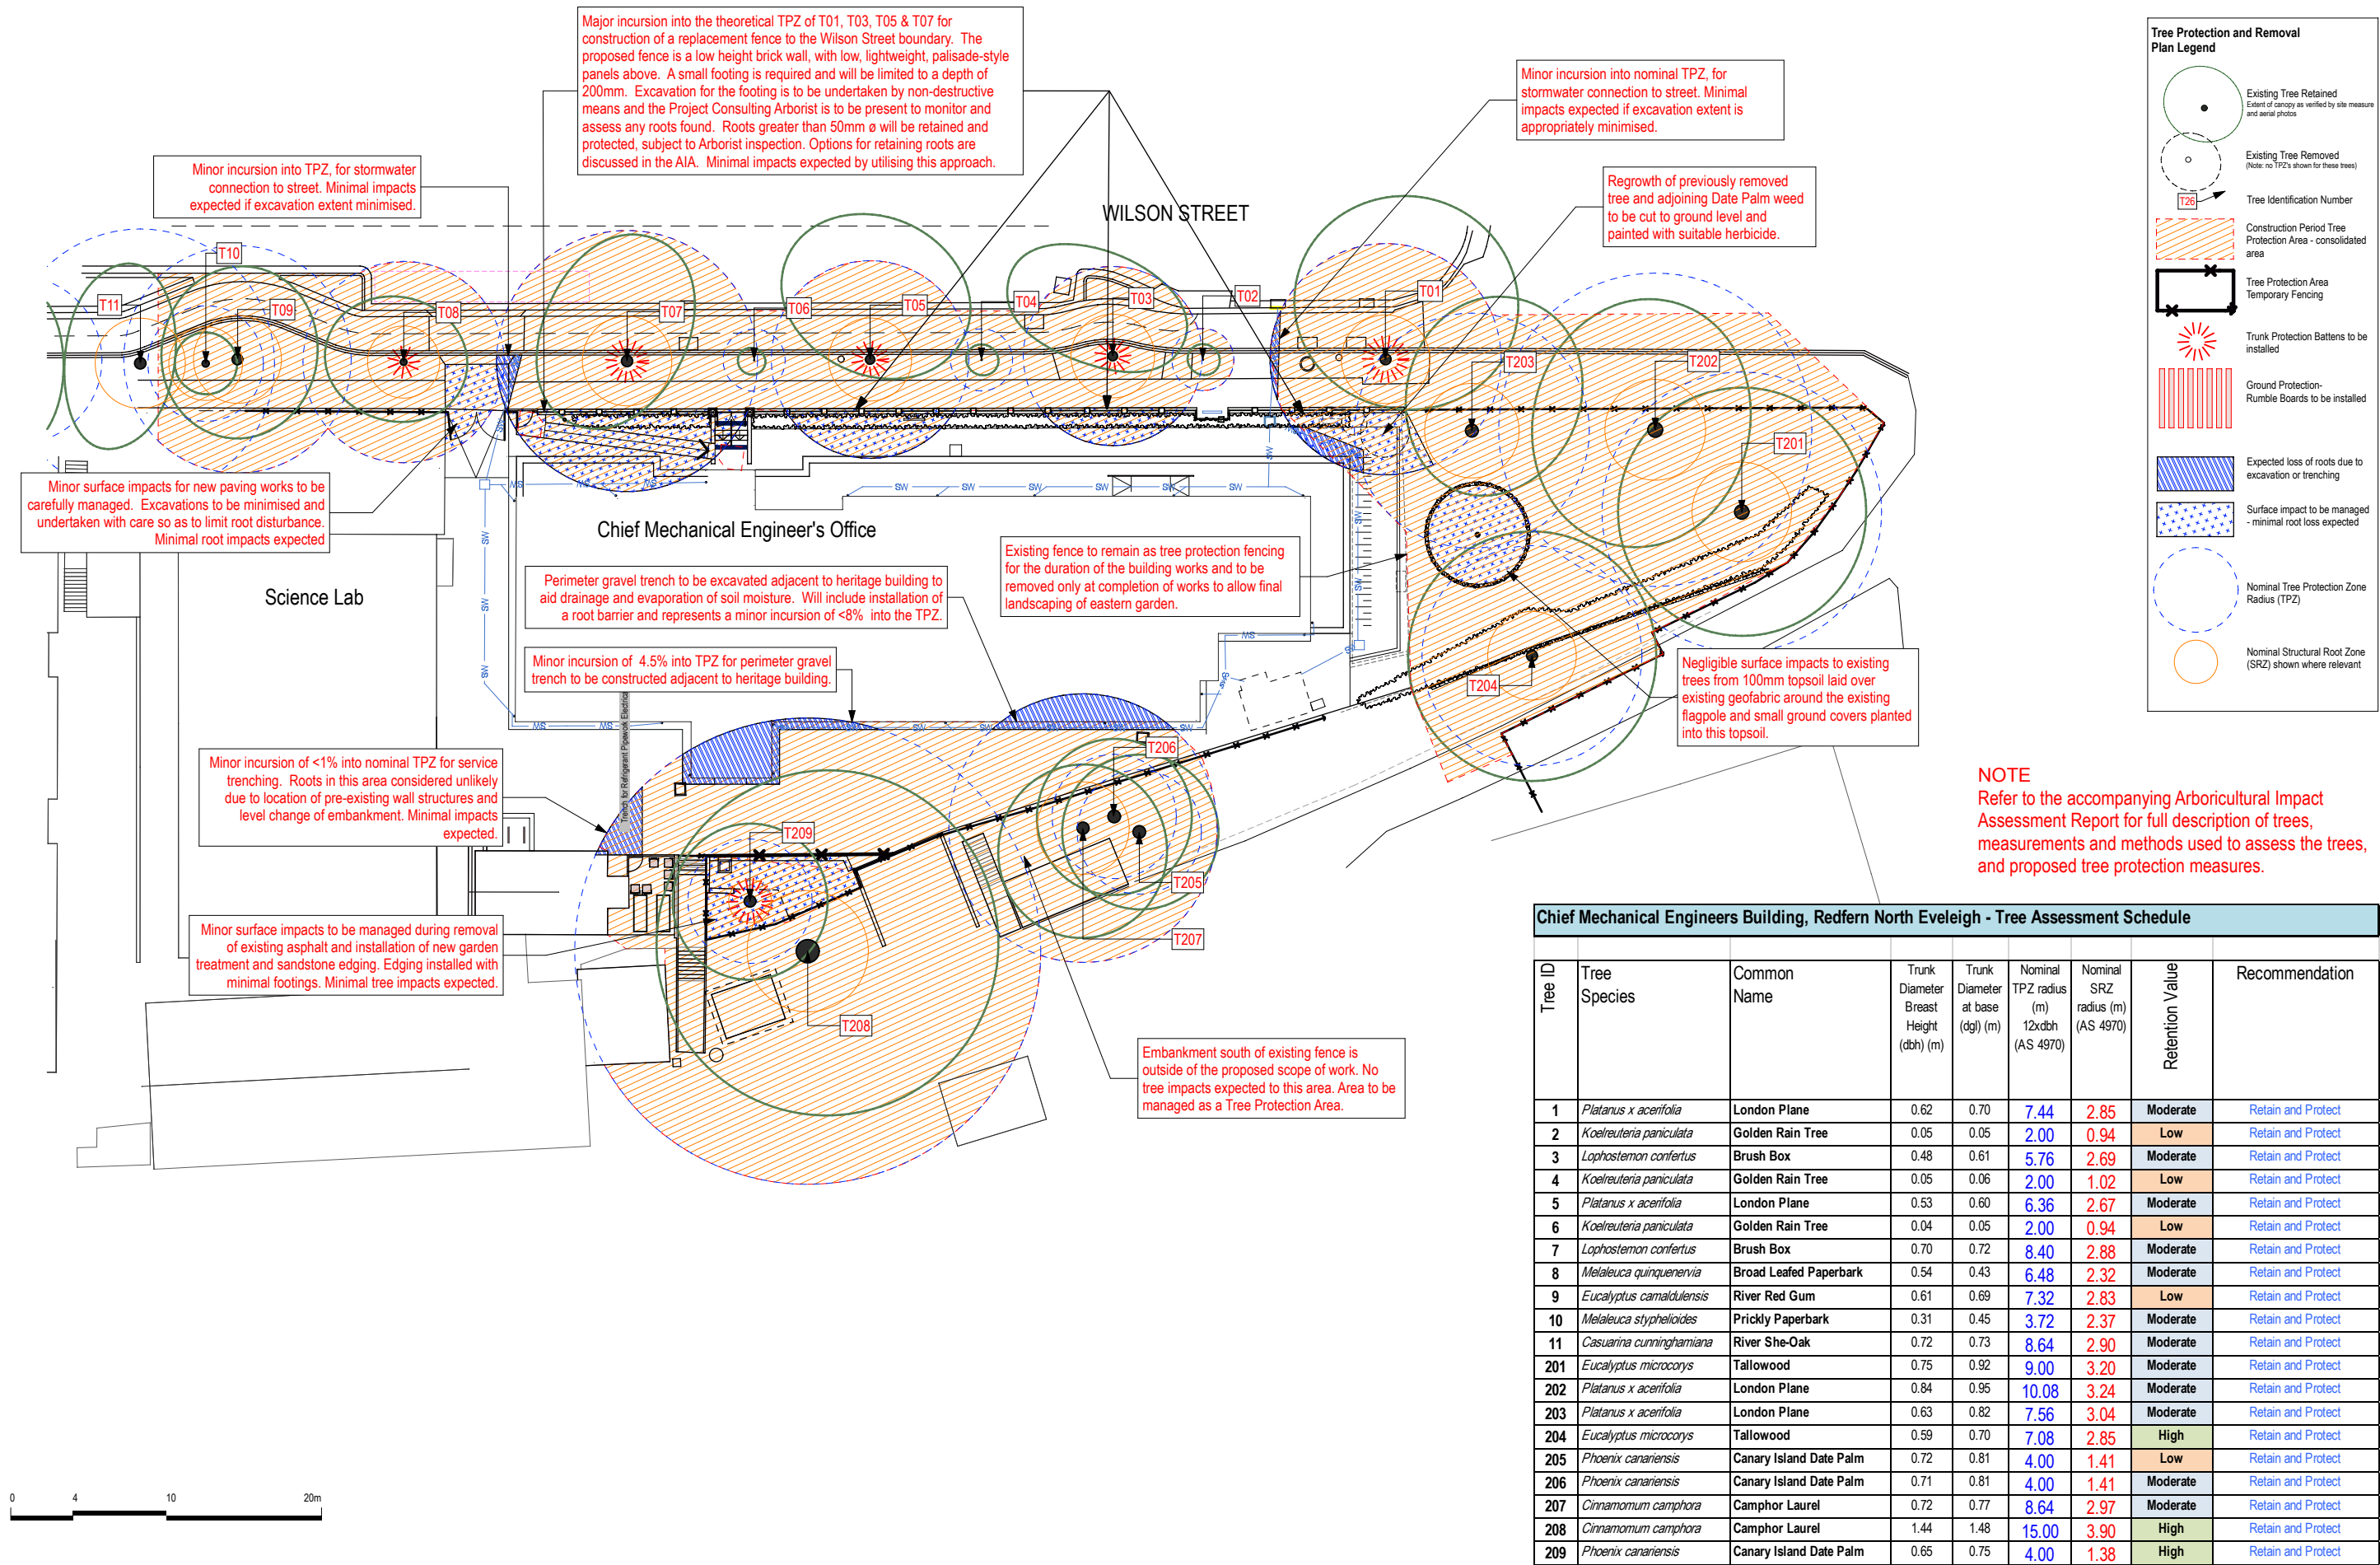 Major incursion into the theoretical TPZ of T01, T03, T05 & T07 for
construction of a replacement fence to the Wilson Street boundary. The
proposed fence is a low height brick wall, with low, lightweight, palisade-style
panels above. A small footing is required and will be limited to a depth of
200mm. Excavation for the footing is to be undertaken by non-destructive
means and the Project Consulting Arborist is to be present to monitor and
assess any roots found. Roots greater than 50mm ø will be retained and
protected, subject to Arborist inspection. Options for retaining roots are
discussed in the AIA. Minimal impacts expected by utilising this approach.
Minor incursion into nominal TPZ, for
stormwater connection to street. Minimal
impacts expected if excavation extent is
appropriately minimised.
Minor incursion into TPZ, for stormwater
connection to street. Minimal impacts
expected if excavation extent minimised.
Regrowth of previously removed
tree and adjoining Date Palm weed
to be cut to ground level and
painted with suitable herbicide.
WILSON STREET
T10
T11
T09
T08
T07
T06
T05
T04
T03
T02
T01
T203
T202
T201
Minor surface impacts for new paving works to be
carefully managed. Excavations to be minimised and
undertaken with care so as to limit root disturbance.
Minimal root impacts expected
SW
SW
SW
SW
SW
SW
SW
SW
SW
Chief Mechanical Engineer's Office
Science Lab
Existing fence to remain as tree protection fencing
for the duration of the building works and to be
removed only at completion of works to allow final
landscaping of eastern garden.
Perimeter gravel trench to be excavated adjacent to heritage building to
aid drainage and evaporation of soil moisture. Will include installation of
a root barrier and represents a minor incursion of <8% into the TPZ.
SW
SW
SW
SW
SW
SW
Minor incursion of 4.5% into TPZ for perimeter gravel
trench to be constructed adjacent to heritage building.
T204
Negligible surface impacts to existing
trees from 100mm topsoil laid over
existing geofabric around the existing
flagpole and small ground covers planted
into this topsoil.
SW
SW
SW
SW
SW
SW
SW
Trench for Refrigerant Pipework Electrical
T206
Minor incursion of <1% into nominal TPZ for service
trenching. Roots in this area considered unlikely
due to location of pre-existing wall structures and
level change of embankment. Minimal impacts
expected.
T209
T205
T207
Minor surface impacts to be managed during removal
of existing asphalt and installation of new garden
treatment and sandstone edging. Edging installed with
minimal footings. Minimal tree impacts expected.
T208
Embankment south of existing fence is
outside of the proposed scope of work. No
tree impacts expected to this area. Area to be
managed as a Tree Protection Area.
0 4 10 20m
Tree Protection and Removal
Plan Legend
Existing Tree Retained
Extent of canopy as verified by site measure
and aerial photos
Existing Tree Removed
(Note: no TPZ's shown for these trees)
T26
Tree Identification Number
Construction Period Tree
Protection Area - consolidated
area
Tree Protection Area
Temporary Fencing
Trunk Protection Battens to be
installed
Ground Protection-
Rumble Boards to be installed
Expected loss of roots due to
excavation or trenching
Surface impact to be managed
- minimal root loss expected
Nominal Tree Protection Zone
Radius (TPZ)
Nominal Structural Root Zone
(SRZ) shown where relevant
NOTE
Refer to the accompanying Arboricultural Impact
Assessment Report for full description of trees,
measurements and methods used to assess the trees,
and proposed tree protection measures.
Chief Mechanical Engineers Building, Redfern North Eveleigh - Tree Assessment Schedule
Tree ID
Tree
Species
Common
Name
Trunk
Diameter
Breast
Height
(dbh) (m)
Trunk
Diameter
at base
(dgl) (m)
Nominal
TPZ radius
(m)
12xdbh
(AS 4970)
Nominal
SRZ
radius (m)
(AS 4970)
Retention Value
Recommendation
1 Platanus x acerifolia London Plane 0.62 0.70 7.44 2.85 Moderate Retain and Protect
2 Koelreuteria paniculata Golden Rain Tree 0.05 0.05 2.00 0.94 Low Retain and Protect
3 Lophostemon confertus Brush Box 0.48 0.61 5.76 2.69 Moderate Retain and Protect
4 Koelreuteria paniculata Golden Rain Tree 0.05 0.06 2.00 1.02 Low Retain and Protect
5 Platanus x acerifolia London Plane 0.53 0.60 6.36 2.67 Moderate Retain and Protect
6 Koelreuteria paniculata Golden Rain Tree 0.04 0.05 2.00 0.94 Low Retain and Protect
7 Lophostemon confertus Brush Box 0.70 0.72 8.40 2.88 Moderate Retain and Protect
8 Melaleuca quinquenervia Broad Leafed Paperbark 0.54 0.43 6.48 2.32 Moderate Retain and Protect
9 Eucalyptus camaldulensis River Red Gum 0.61 0.69 7.32 2.83 Low Retain and Protect
10 Melaleuca styphelioides Prickly Paperbark 0.31 0.45 3.72 2.37 Moderate Retain and Protect
11 Casuarina cunninghamiana River She-Oak 0.72 0.73 8.64 2.90 Moderate Retain and Protect
201 Eucalyptus microcorys Tallowood 0.75 0.92 9.00 3.20 Moderate Retain and Protect
202 Platanus x acerifolia London Plane 0.84 0.95 10.08 3.24 Moderate Retain and Protect
203 Platanus x acerifolia London Plane 0.63 0.82 7.56 3.04 Moderate Retain and Protect
204 Eucalyptus microcorys Tallowood 0.59 0.70 7.08 2.85 High Retain and Protect
205 Phoenix canariensis Canary Island Date Palm 0.72 0.81 4.00 1.41 Low Retain and Protect
206 Phoenix canariensis Canary Island Date Palm 0.71 0.81 4.00 1.41 Moderate Retain and Protect
207 Cinnamomum camphora Camphor Laurel 0.72 0.77 8.64 2.97 Moderate Retain and Protect
208 Cinnamomum camphora Camphor Laurel 1.44 1.48 15.00 3.90 High Retain and Protect
209 Phoenix canariensis Canary Island Date Palm 0.65 0.75 4.00 1.38 High Retain and Protect